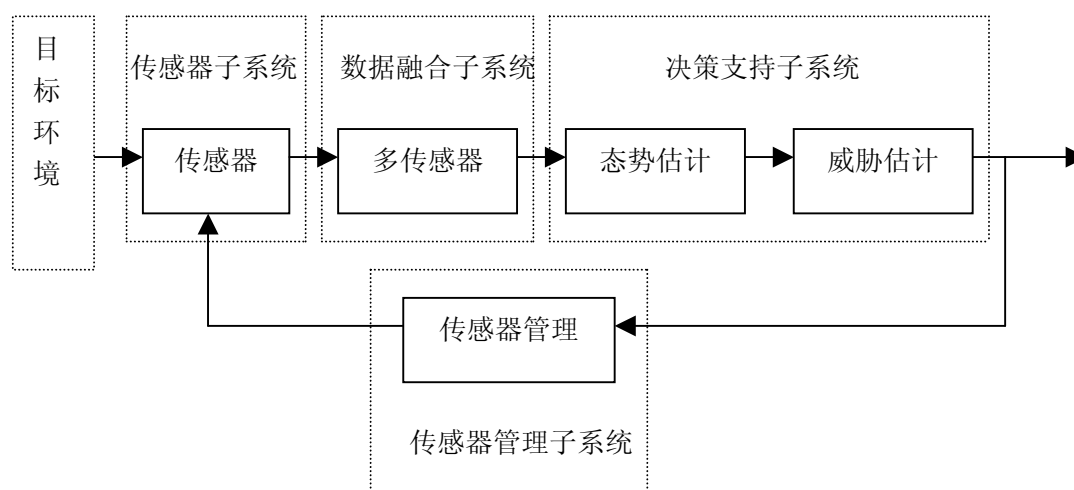 目标环境
传感器子系统
数据融合子系统
决策支持子系统
传感器
多传感器
态势估计
威胁估计
传感器管理
传感器管理子系统